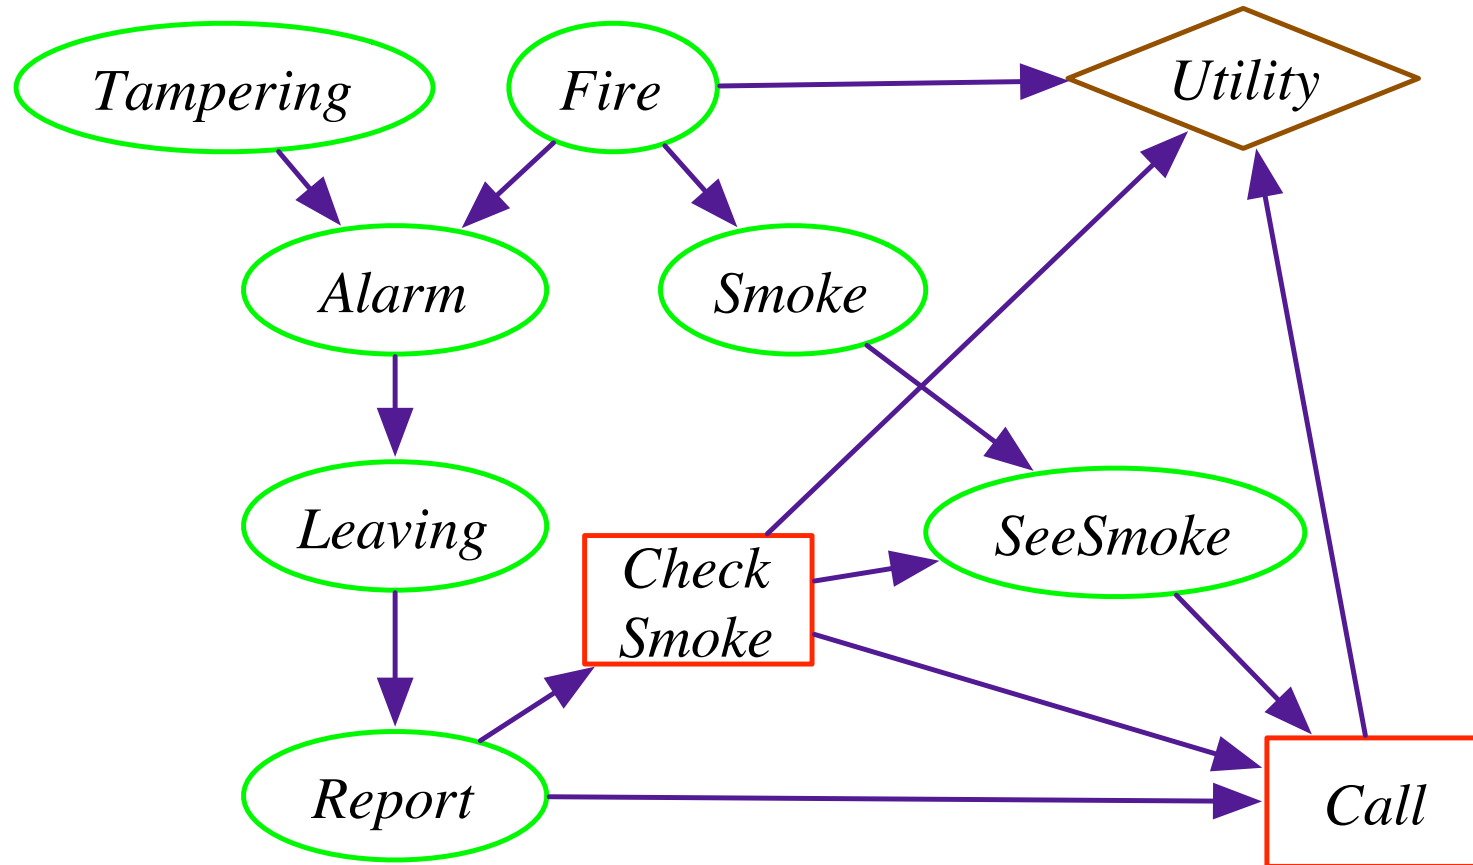 Tampering
Fire
Utility
Alarm
Smoke
Leaving
Check
Smoke
SeeSmoke
Report
Call